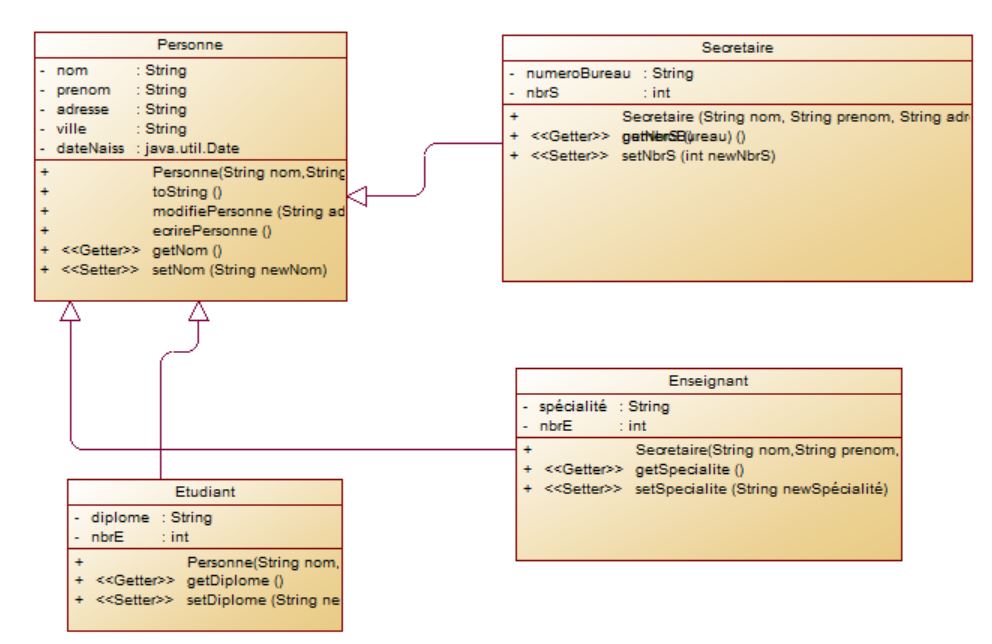 Personne
- nom : String
- prenom : String
- adresse : String
- ville : String
- dateNaiss : java.util.Date
+ Personne(String nom,String
+ toString ()
+ modifiePersonne (String ad
+ ecrirePersonne ()
+ <<Getter>> getNom ()
+ <<Setter>> setNom (String newNom)
Secretaire
- numeroBureau : String
- nbrS : int
+ Secretaire (String nom, String prenom, String adr
+ <<Getter>> ()
+ <<Setter>> setNbrS (int newNbrS)
Enseignant
- spécialité : String
- nbrE : int
+ Secretaire(String nom,String prenom,
+ <<Getter>> getSpecialite ()
+ <<Setter>> setSpecialite (String newSpécialité)
Etudiant
- diplome : String
- nbrE : int
+ Personne(String nom,
+ <<Getter>> getDiplome ()
+ <<Setter>> setDiplome (String ne